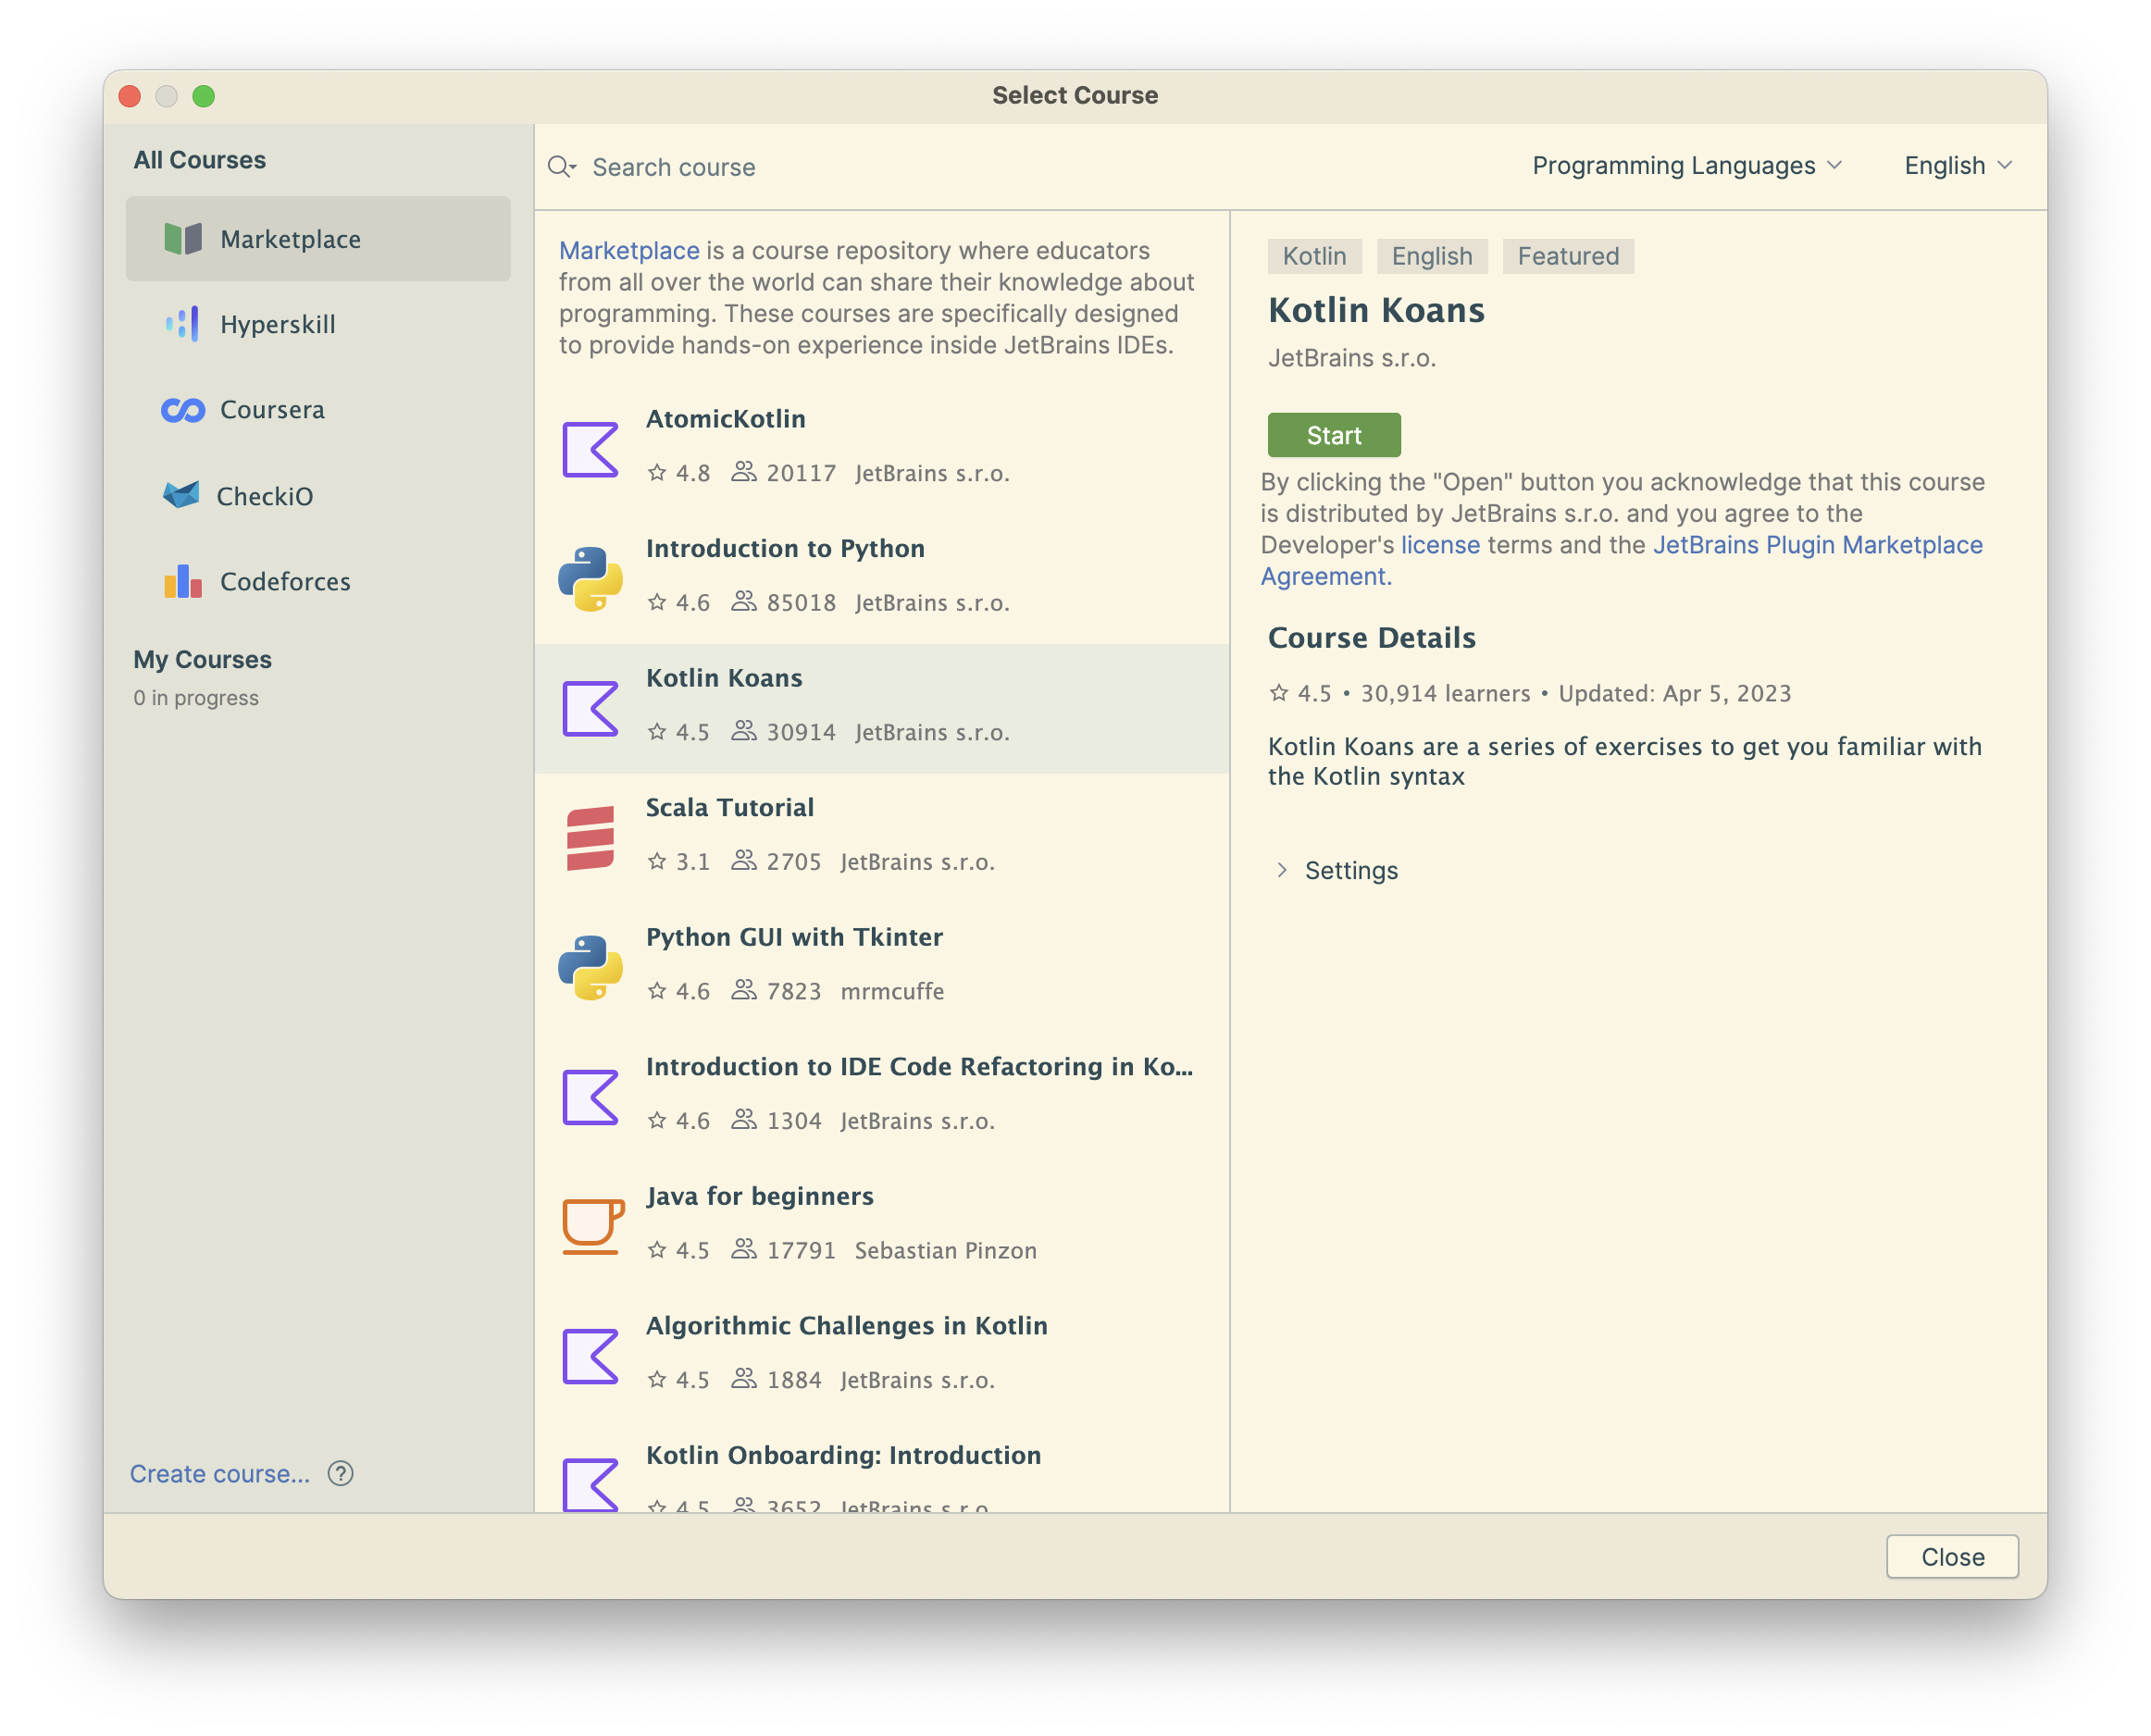 Select Course
All Courses
Marketplace
Hyperskill
Coursera
CheckiO
Codeforces
My Courses
0 in progress
Create course...
?
Search course
Programming Languages
English
Marketplace is a course repository where educators
from all over the world can share their knowledge about
programming. These courses are specifically designed
to provide hands-on experience inside JetBrains IDEs.
AtomicKotlin
4.8 20117 JetBrains s.r.o.
Introduction to Python
4.6 85018 JetBrains s.r.o.
Kotlin Koans
4.5 30914 JetBrains s.r.o.
Scala Tutorial
3.1 2705 JetBrains s.r.o.
Python GUI with Tkinter
4.6 7823 mrmcuffe
Introduction to IDE Code Refactoring in Ko...
4.6 1304 JetBrains s.r.o.
Java for beginners
4.5 17791 Sebastian Pinzon
Algorithmic Challenges in Kotlin
4.5 1884 JetBrains s.r.o.
Kotlin Onboarding: Introduction
4.5 3652 JetBrains s.r.o.
Kotlin English Featured
Kotlin Koans
JetBrains s.r.o.
Start
By clicking the "Open" button you acknowledge that this course
is distributed by JetBrains s.r.o. and you agree to the
Developer's license terms and the JetBrains Plugin Marketplace
Agreement.
Course Details
4.5 • 30,914 learners • Updated: Apr 5, 2023
Kotlin Koans are a series of exercises to get you familiar with
the Kotlin syntax
Settings
Close